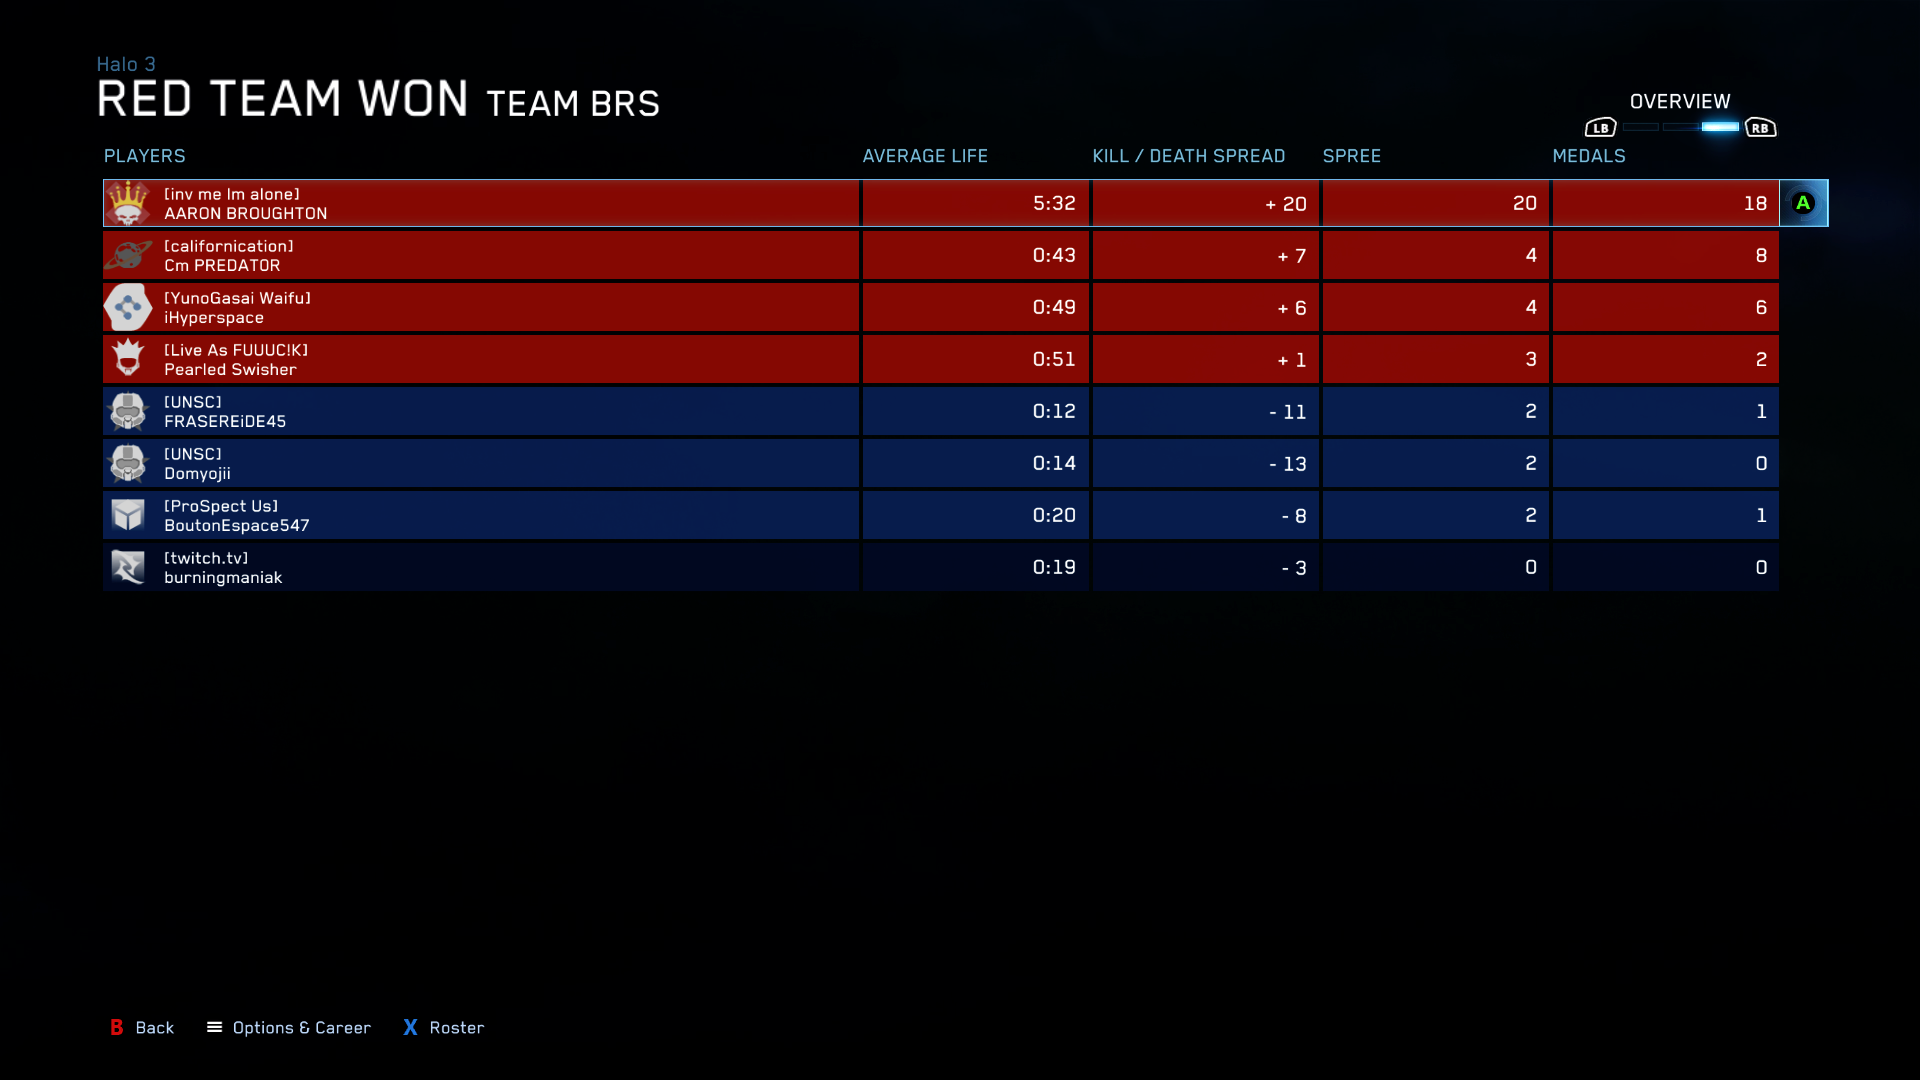 Halo 3
RED TEAM WON TEAM BRS
OVERVIEW
LB RB
PLAYERS AVERAGE LIFE KILL / DEATH SPREAD SPREE MEDALS
[inv me Im alone]
AARON BROUGHTON 5:32 + 20 20 18 A
[californication]
Cm PREDATOR 0:43 + 7 4 8
[YunoGasai Waifu]
iHyperspace 0:49 + 6 4 6
[Live As FUUUC!K]
Pearled Swisher 0:51 + 1 3 2
[UNSC]
FRASEREiDE45 0:12 - 11 2 1
[UNSC]
Domyojii 0:14 - 13 2 0
[ProSpect Us]
BoutonEspace547 0:20 - 8 2 1
[twitch.tv]
burningmaniak 0:19 - 3 0 0
B Back Options & Career X Roster